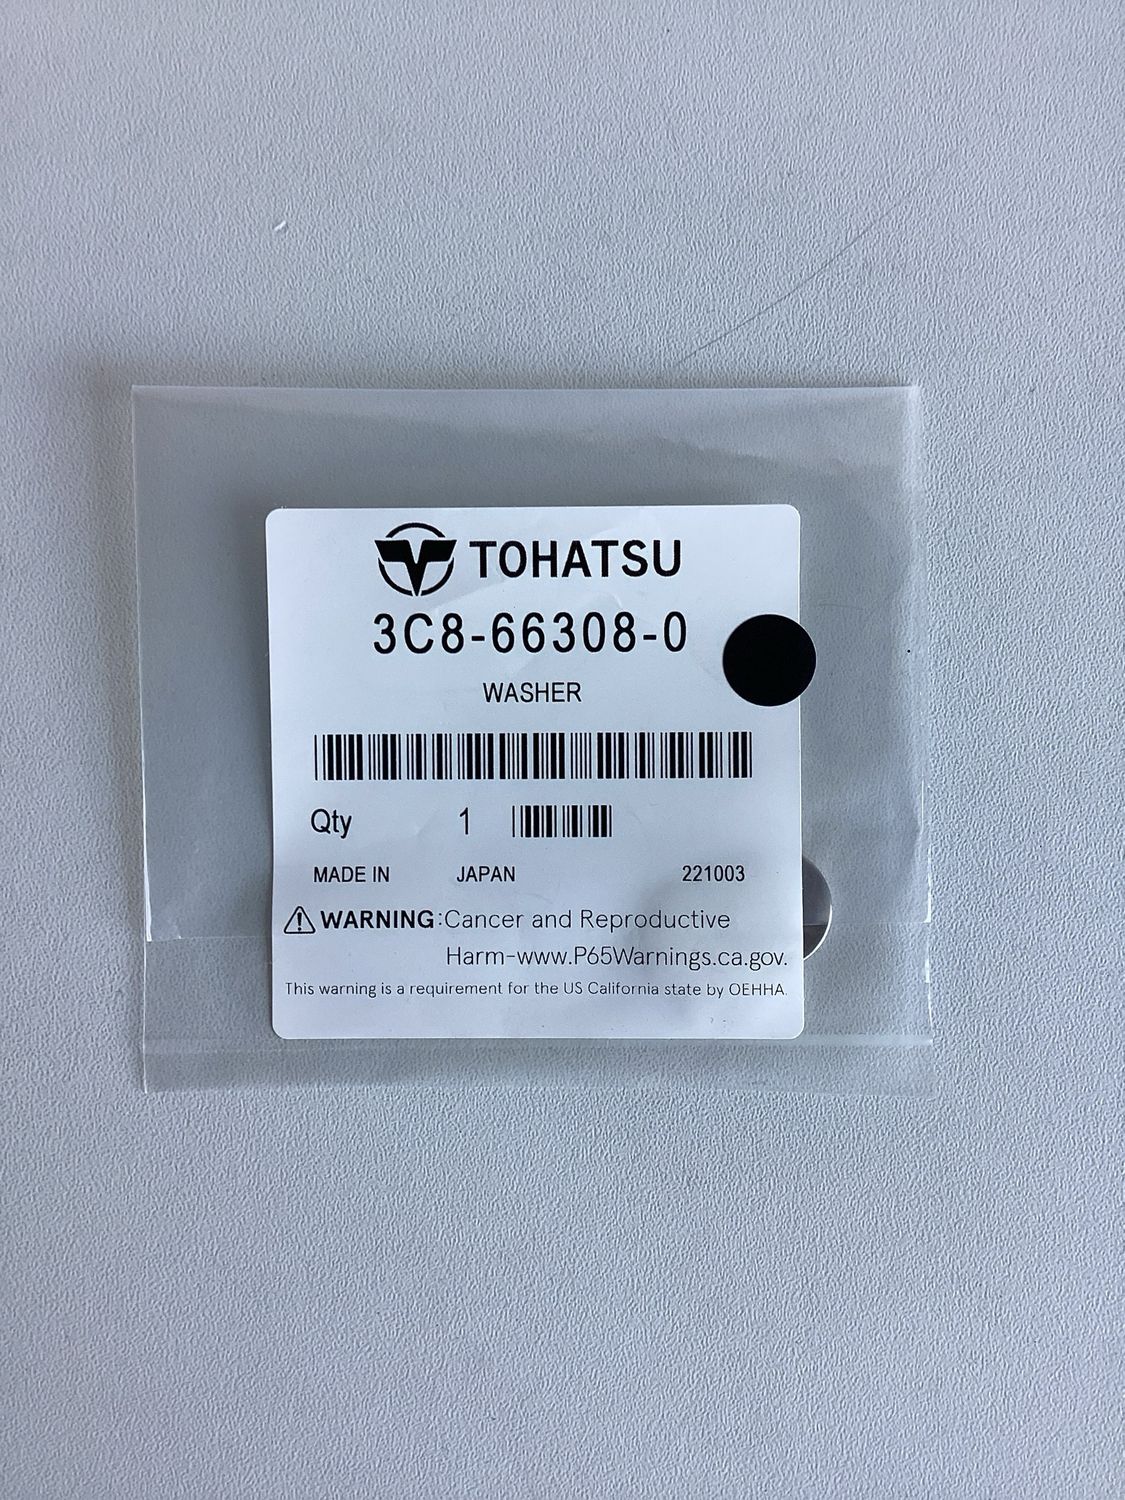 TOHATSU
3C8-66308-0
WASHER
Qty 1
MADE IN JAPAN 221003
WARNING:Cancer and Reproductive
Harm-www.P65Warnings.ca.gov.
This warning is a requirement for the US California state by OEHHA.